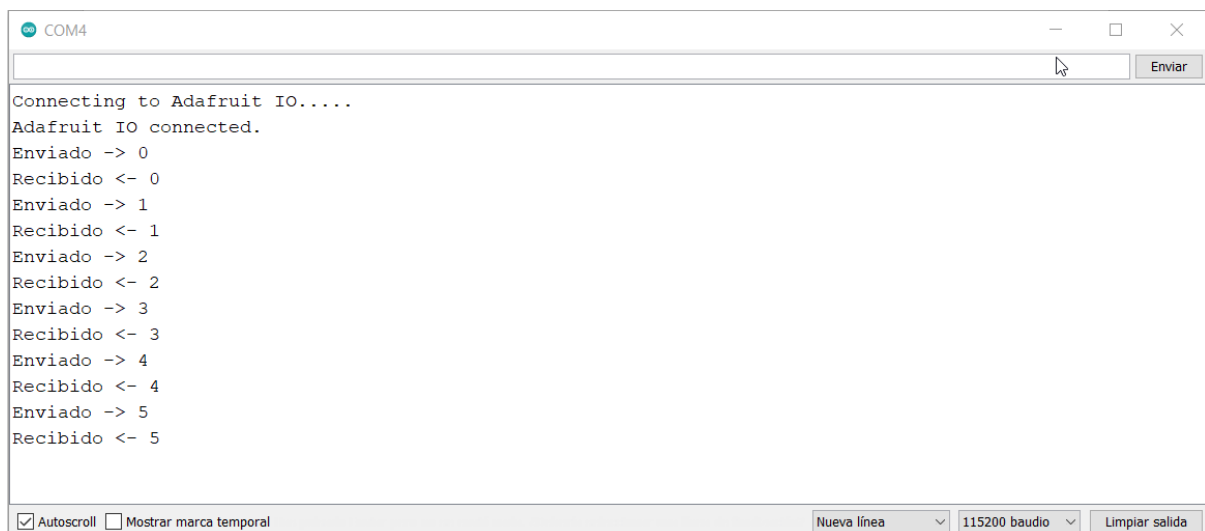 COM4
Enviar
Connecting to Adafruit IO.....
Adafruit IO connected.
Enviado -> 0
Recibido <- 0
Enviado -> 1
Recibido <- 1
Enviado -> 2
Recibido <- 2
Enviado -> 3
Recibido <- 3
Enviado -> 4
Recibido <- 4
Enviado -> 5
Recibido <- 5
Autoscroll Mostrar marca temporal Nueva línea 115200 baudio Limpiar salida